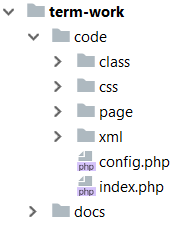 term-work
code
class
css
page
xml
php config.php
php index.php
docs